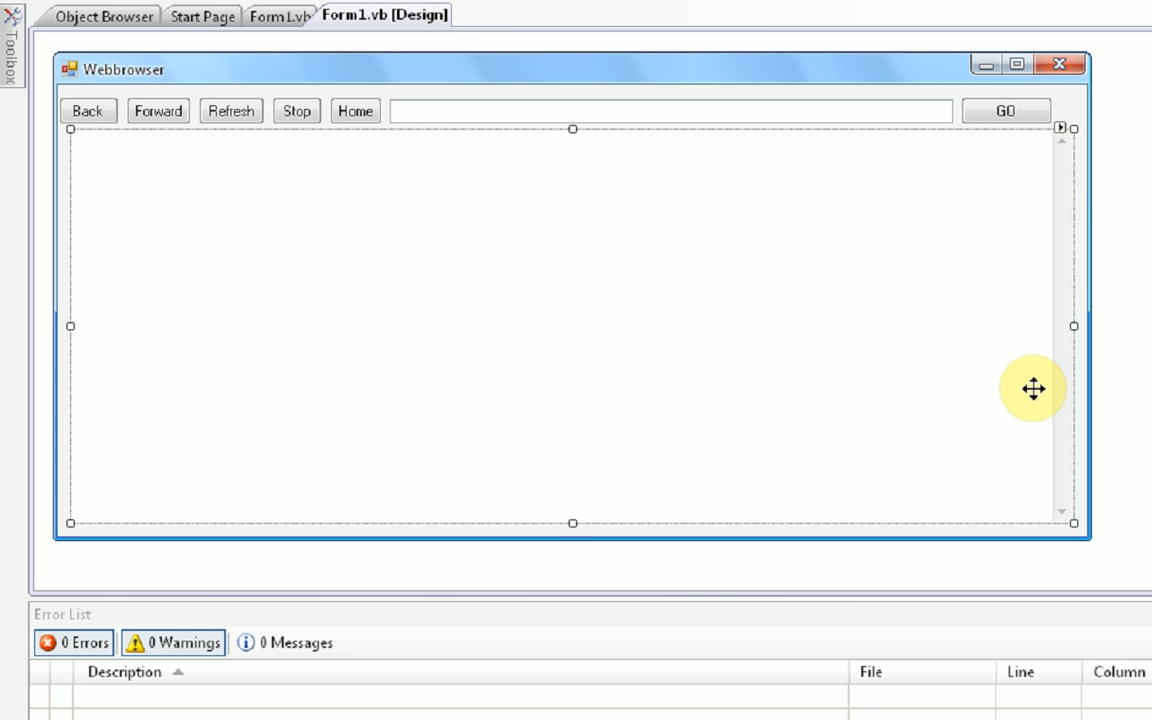 Object Browser Start Page Form1.vb Form1.vb [Design]
Toolbox
Webbrowser
Back Forward Refresh Stop Home GO
Error List
0 Errors 0 Warnings 0 Messages
Description File Line Column